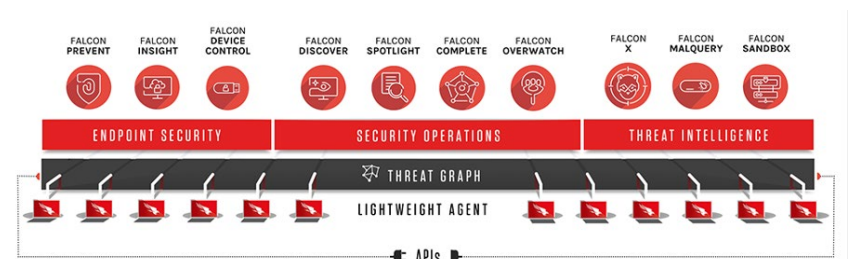 FALCON
PREVENT
FALCON
INSIGHT
FALCON
DEVICE
CONTROL
FALCON
DISCOVER
FALCON
SPOTLIGHT
FALCON
COMPLETE
FALCON
OVERWATCH
FALCON
X
FALCON
MALQUERY
FALCON
SANDBOX
ENDPOINT SECURITY
SECURITY OPERATIONS
THREAT INTELLIGENCE
THREAT GRAPH
LIGHTWEIGHT AGENT
APIs